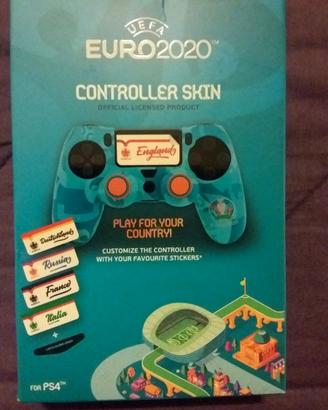 UEFA
EURO2020™
CONTROLLER SKIN
OFFICIAL LICENSED PRODUCT
England
PLAY FOR YOUR
COUNTRY!
CUSTOMIZE THE CONTROLLER
WITH YOUR FAVOURITE STICKERS*
Deutschland
Russia
France
Italia
+
FOR PS4™